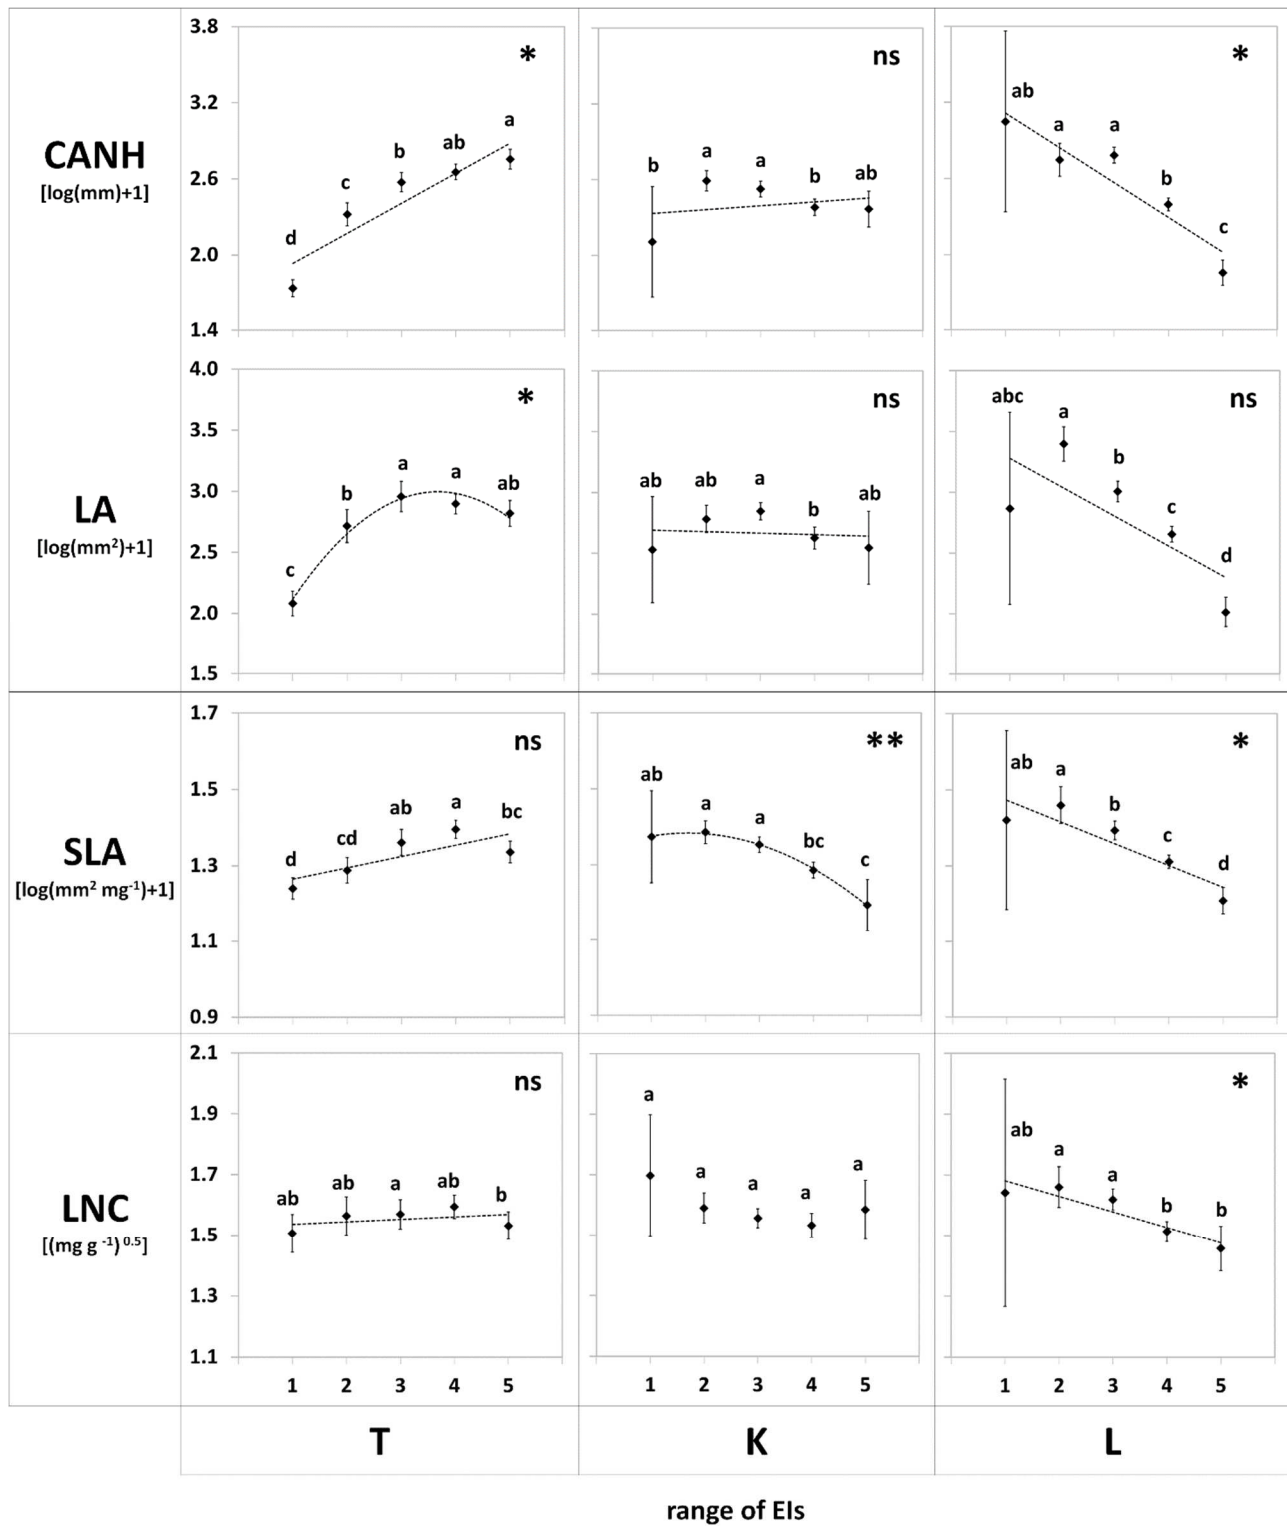 3.8
3.2
2.6
2.0
1.4
CANH
[log(mm)+1]
*
d
c
b
ab
a
ns
b
a
a
b
ab
*
ab
a
a
b
c
4.0
3.5
3.0
2.5
2.0
1.5
LA
[log(mm²)+1]
*
c
b
a
a
ab
ns
ab
ab
a
b
ab
ns
abc
a
b
c
d
1.7
1.5
1.3
1.1
0.9
SLA
[log(mm² mg⁻¹)+1]
ns
d
cd
ab
a
bc
**
ab
a
a
bc
c
*
ab
a
b
c
d
2.1
1.9
1.7
1.5
1.3
1.1
LNC
[(mg g ⁻¹) ⁰·⁵]
ns
ab
ab
a
ab
b
a
a
a
a
a
*
ab
a
a
b
b
1 2 3 4 5
1 2 3 4 5
1 2 3 4 5
T K L
range of EIs